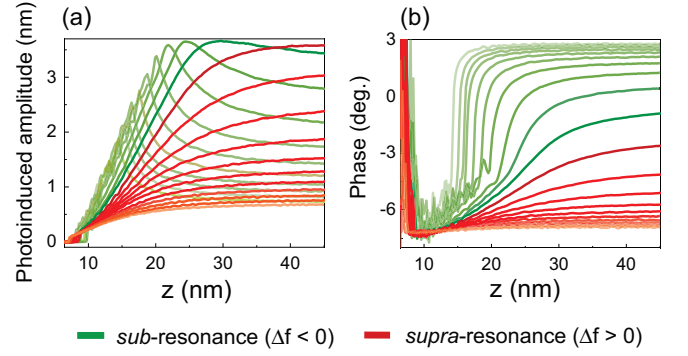 (a)
Photoinduced amplitude (nm)
3
2
1
0
10 20 30 40
z (nm)
(b)
Phase (deg.)
3
0
-3
-6
10 20 30 40
z (nm)
sub-resonance (Δf < 0)
supra-resonance (Δf > 0)